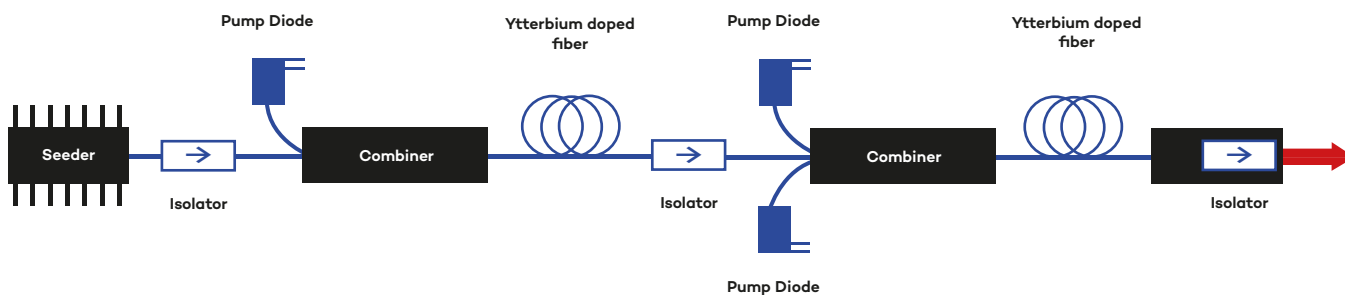 Pump Diode
Ytterbium doped
fiber
Pump Diode
Ytterbium doped
fiber
Seeder
Combiner
Combiner
Isolator
Isolator
Isolator
Pump Diode